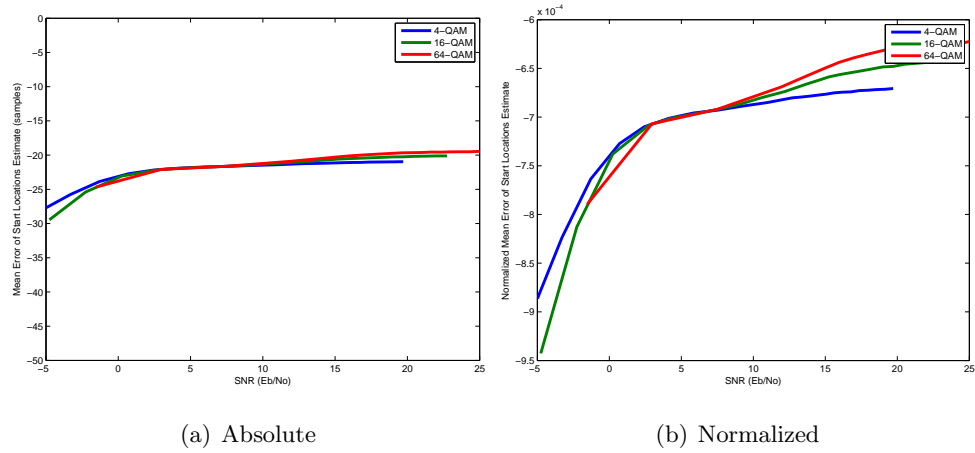 0
−5
−10
−15
−20
−25
−30
−35
−40
−45
−50
Mean Error of Start Locations Estimate (samples)
−5 0 5 10 15 20 25
SNR (Eb/No)
4−QAM
16−QAM
64−QAM
(a) Absolute
x 10⁻⁴
−6
−6.5
−7
−7.5
−8
−8.5
−9
−9.5
Normalized Mean Error of Start Locations Estimate
−5 0 5 10 15 20 25
SNR (Eb/No)
4−QAM
16−QAM
64−QAM
(b) Normalized